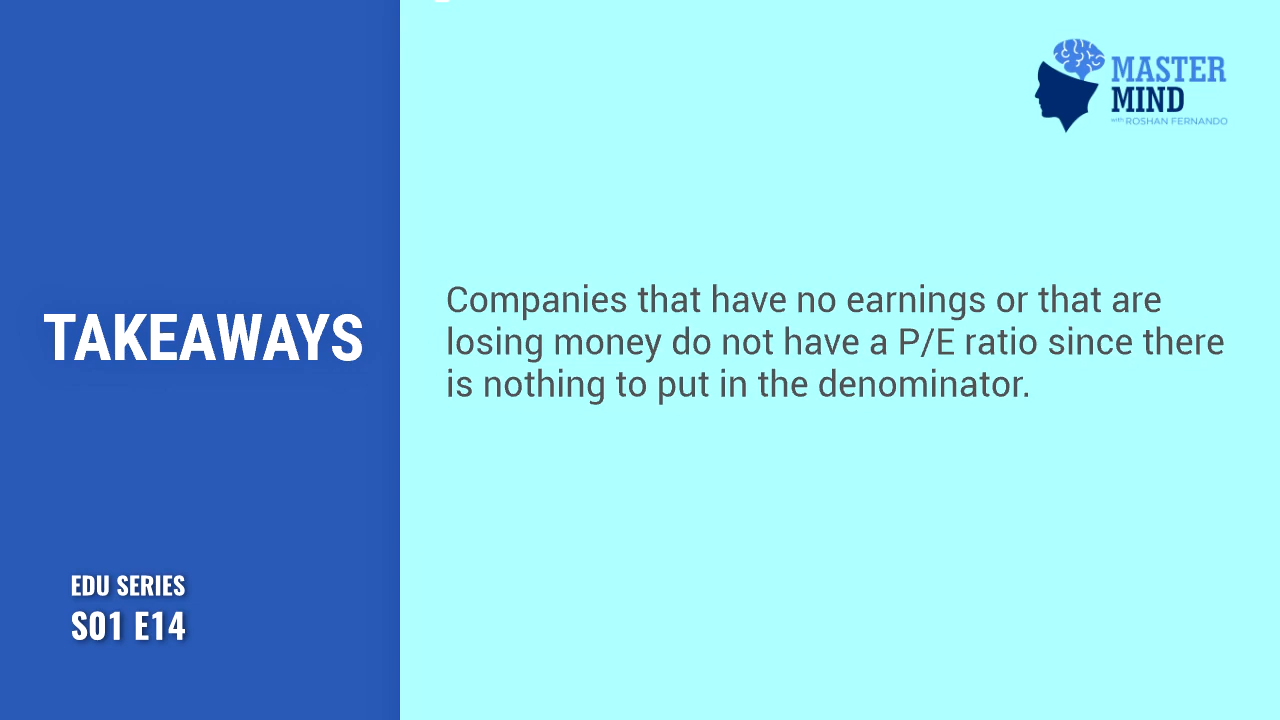 MASTER
MIND
with ROSHAN FERNANDO
TAKEAWAYS
Companies that have no earnings or that are
losing money do not have a P/E ratio since there
is nothing to put in the denominator.
EDU SERIES
S01 E14